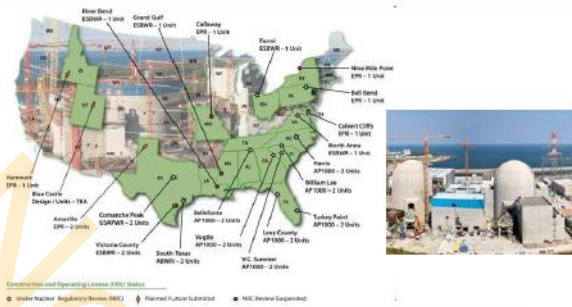 River Bend
ESBWR – 1 Unit
Grand Gulf
ESBWR – 1 Unit
Callaway
EPR – 1 Unit
Fermi
ESBWR – 1 Unit
Nine Mile Point
EPR – 1 Unit
Bell Bend
EPR – 1 Unit
Calvert Cliffs
EPR – 1 Unit
North Anna
ESBWR – 1 Unit
Harris
AP1000 – 2 Units
William Lee
AP1000 – 2 Units
Turkey Point
AP1000 – 2 Units
Levy County
AP1000 – 2 Units
V.C. Summer
AP1000 – 2 Units
Vogtle
AP1000 – 2 Units
Bellefonte
AP1000 – 2 Units
South Texas
ABWR – 2 Units
Victoria County
ESBWR – 2 Units
Comanche Peak
USAPWR – 2 Units
Amarillo
EPR – 2 Units
Blue Castle
Design / Units – TBA
Hammett
EPR – 1 Unit
Construction and Operating License (COL) Status
Under Nuclear Regulatory Review (NRC)
Planned Future Submittal
NRC Review Suspended